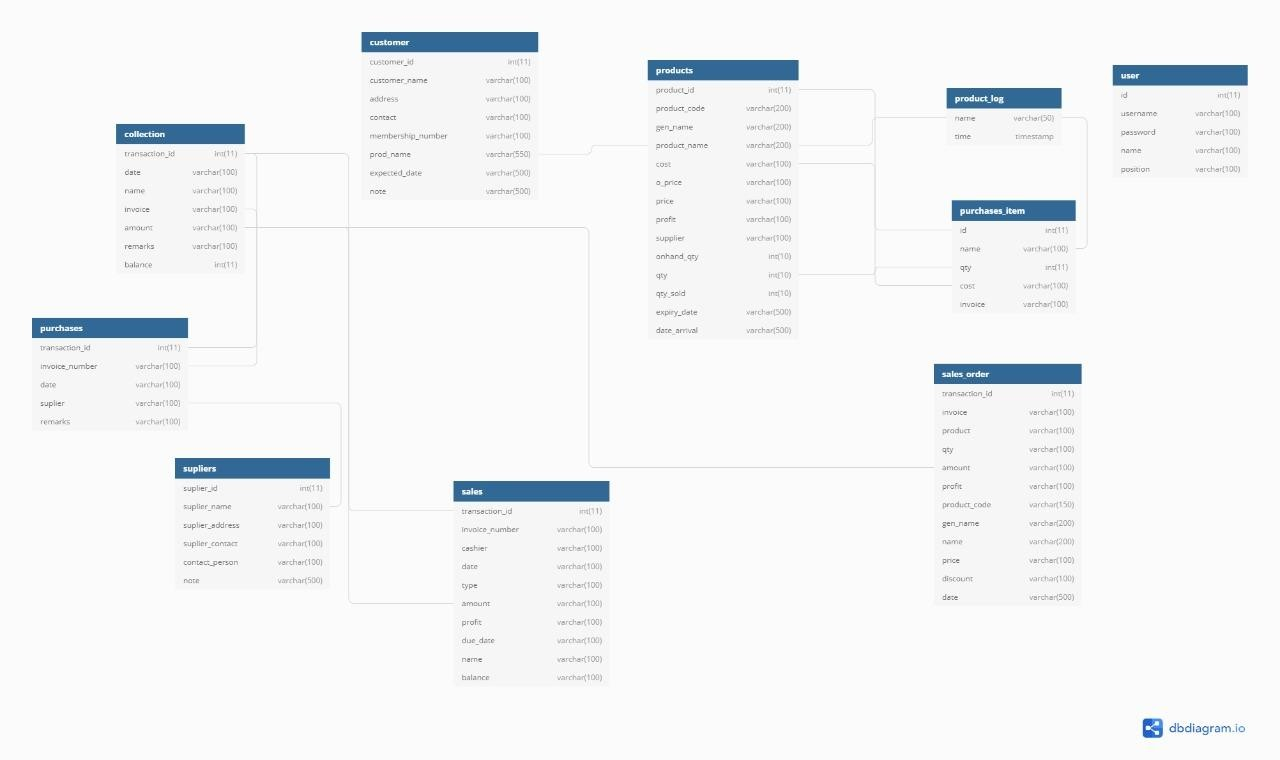 customer
customer_id int(11)
customer_name varchar(100)
address varchar(100)
contact varchar(100)
membership_number varchar(100)
prod_name varchar(550)
expected_date varchar(500)
note varchar(500)
products
product_id int(11)
product_code varchar(200)
gen_name varchar(200)
product_name varchar(200)
cost varchar(100)
o_price varchar(100)
price varchar(100)
profit varchar(100)
supplier varchar(100)
onhand_qty int(10)
qty int(10)
qty_sold int(10)
expiry_date varchar(500)
date_arrival varchar(500)
product_log
name varchar(50)
time timestamp
user
id int(11)
username varchar(100)
password varchar(100)
name varchar(100)
position varchar(100)
collection
transaction_id int(11)
date varchar(100)
name varchar(100)
invoice varchar(100)
amount varchar(100)
remarks varchar(100)
balance int(11)
purchases_item
id int(11)
name varchar(100)
qty int(11)
cost varchar(100)
invoice varchar(100)
purchases
transaction_id int(11)
invoice_number varchar(100)
date varchar(100)
suplier varchar(100)
remarks varchar(100)
sales_order
transaction_id int(11)
invoice varchar(100)
product varchar(100)
qty varchar(100)
amount varchar(100)
profit varchar(100)
product_code varchar(150)
gen_name varchar(200)
name varchar(200)
price varchar(100)
discount varchar(100)
date varchar(500)
supliers
suplier_id int(11)
suplier_name varchar(100)
suplier_address varchar(100)
suplier_contact varchar(100)
contact_person varchar(100)
note varchar(500)
sales
transaction_id int(11)
invoice_number varchar(100)
cashier varchar(100)
date varchar(100)
type varchar(100)
amount varchar(100)
profit varchar(100)
due_date varchar(100)
name varchar(100)
balance varchar(100)
dbdiagram.io